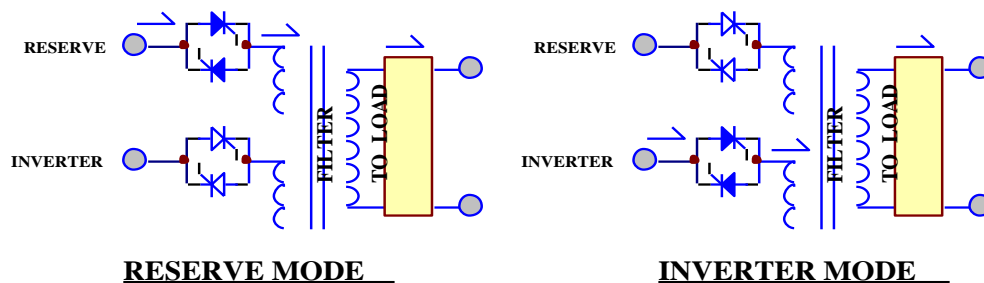 RESERVE
INVERTER
FILTER
TO LOAD
RESERVE MODE
RESERVE
INVERTER
FILTER
TO LOAD
INVERTER MODE